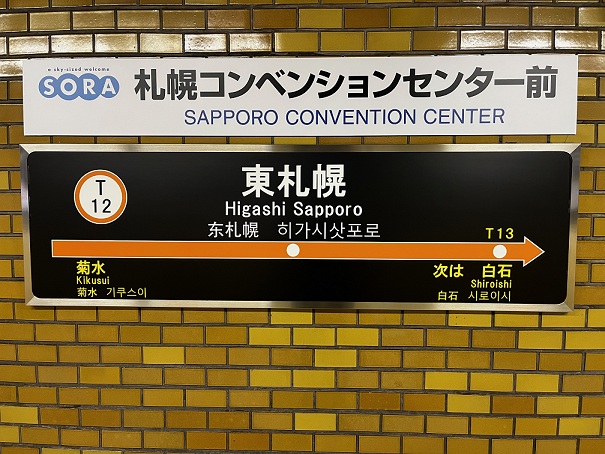 a sky-sized welcome
SORA
札幌コンベンションセンター前
SAPPORO CONVENTION CENTER
T
12
東札幌
Higashi Sapporo
东札幌 히가시삿포로
T13
菊水
Kikusui
菊水 기쿠스이
次は 白石
Shiroishi
白石 시로이시